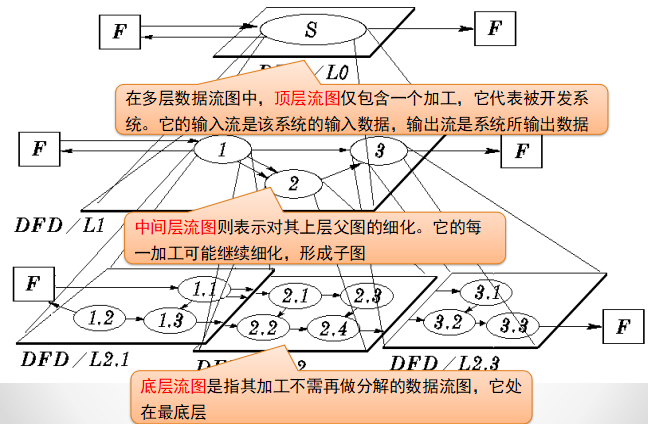 F
S
F
/L0
在多层数据流图中，顶层流图仅包含一个加工，它代表被开发系
统。它的输入流是该系统的输入数据，输出流是系统所输出数据
F
1
3
F
2
DFD/L1
中间层流图则表示对其上层父图的细化。它的每
一加工可能继续细化，形成子图
F
1.1
2.1
2.3
3.1
1.2
1.3
2.2
2.4
3.2
3.3
F
DFD/L2.1
DFD/L2.3
底层流图是指其加工不需再做分解的数据流图，它处
在最底层